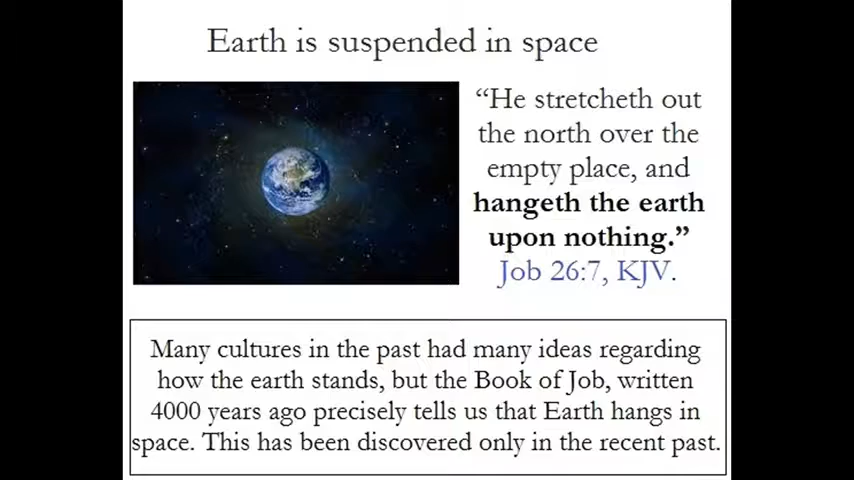 Earth is suspended in space
“He stretcheth out
the north over the
empty place, and
hangeth the earth
upon nothing.”
Job 26:7, KJV.
Many cultures in the past had many ideas regarding
how the earth stands, but the Book of Job, written
4000 years ago precisely tells us that Earth hangs in
space. This has been discovered only in the recent past.